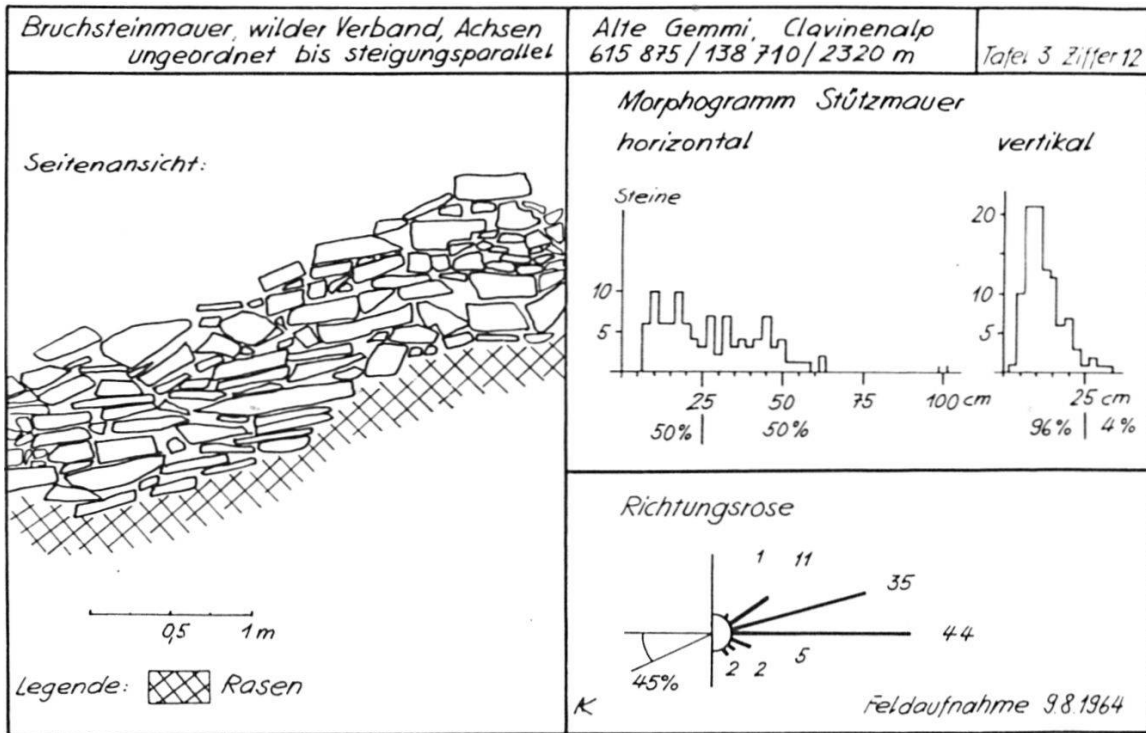 Bruchsteinmauer, wilder Verband, Achsen
ungeordnet bis steigungsparallel
Alte Gemmi, Clavinenalp
615 875 / 138 710 / 2320 m
Tafel 3 Ziffer 12
Seitenansicht:
0,5 1 m
Legende: Rasen
Morphogramm Stützmauer
horizontal vertikal
Steine
10
5
25 50 75 100 cm
50% | 50%
20
10
5
25 cm
96% | 4%
Richtungsrose
1 11
35
44
5
2 2
45%
K
Feldaufnahme 9.8.1964